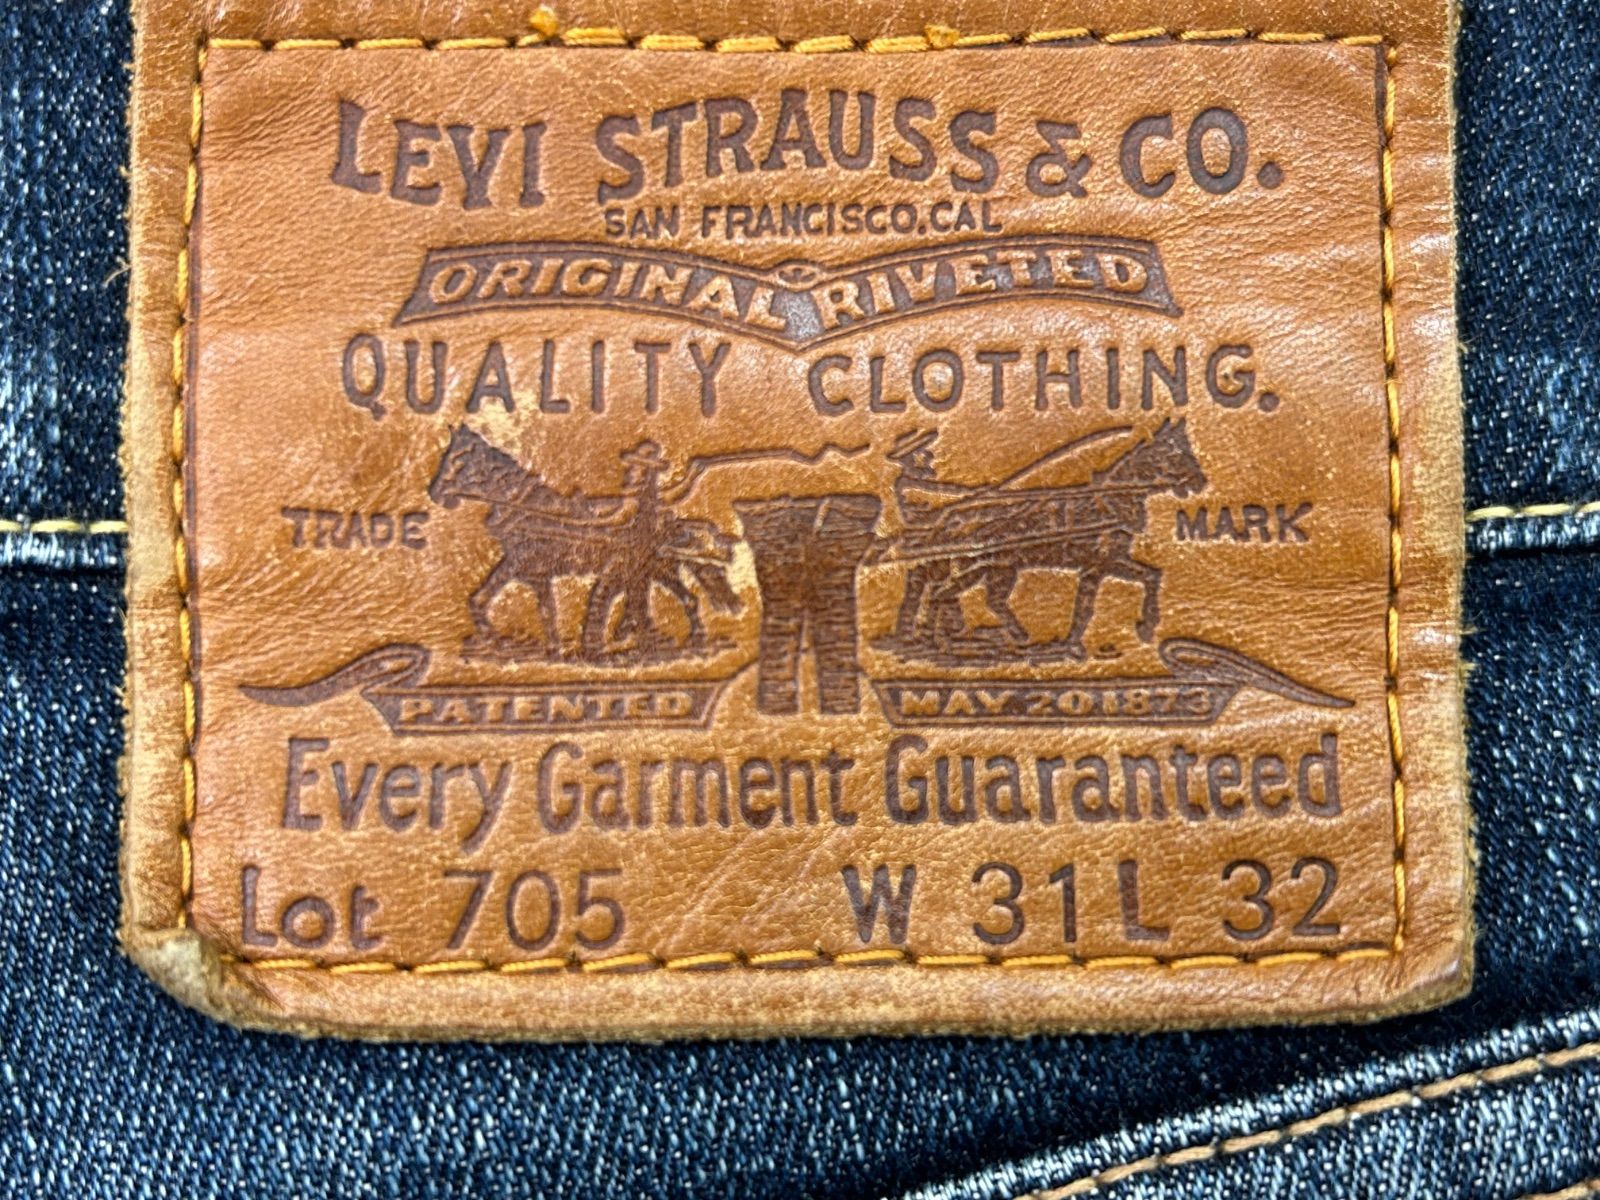 LEVI STRAUSS & CO.
SAN FRANCISCO, CAL
ORIGINAL RIVETED
QUALITY CLOTHING.
TRADE MARK
PATENTED MAY 20 1873
Every Garment Guaranteed
Lot 705 W 31 L 32